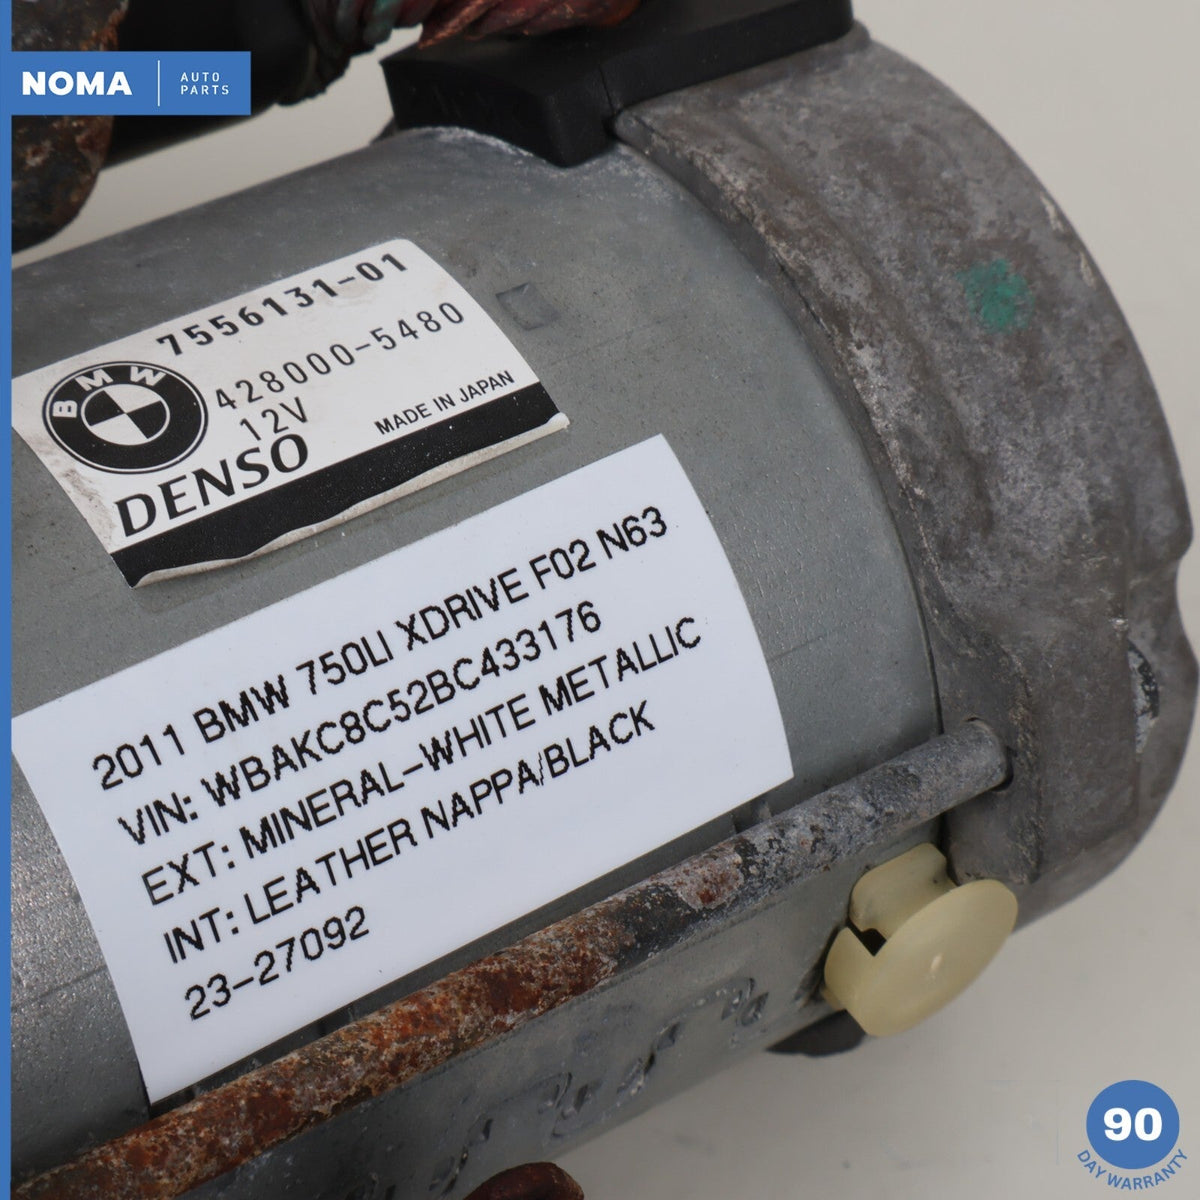 NOMA
AUTO
PARTS
7556131-01
428000-5480
12V
BMW
MADE IN JAPAN
DENSO
2011 BMW 750LI XDRIVE F02 N63
VIN: WBAKC8C52BC433176
EXT: MINERAL-WHITE METALLIC
INT: LEATHER NAPPA/BLACK
23-27092
90
DAY WARRANTY